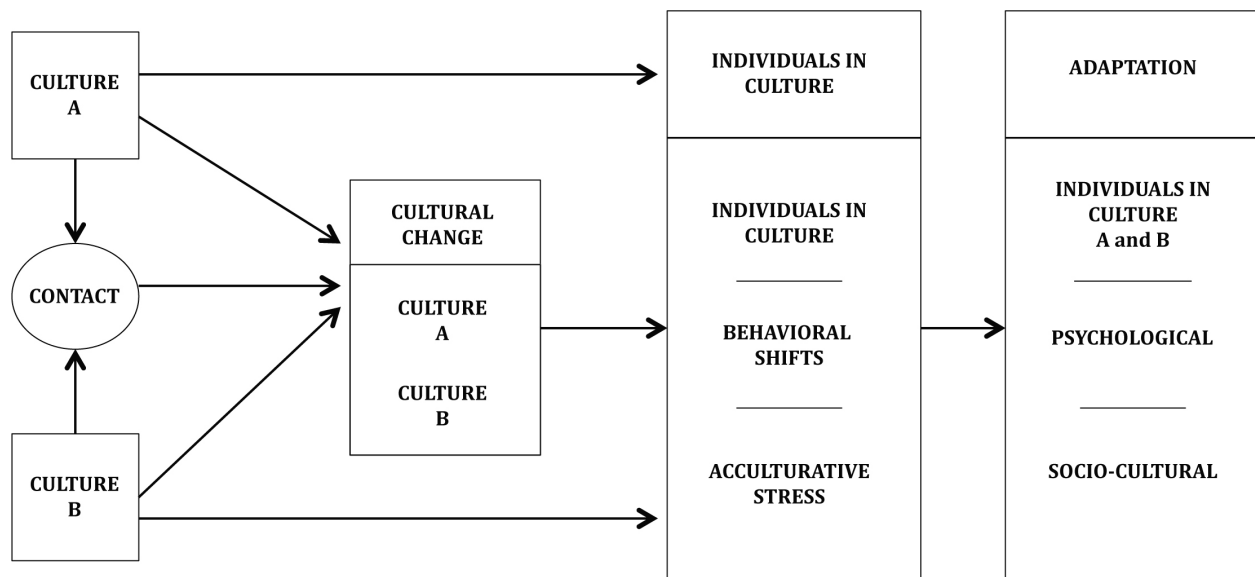 CULTURE
A
CONTACT
CULTURE
B
CULTURAL
CHANGE
CULTURE
A
CULTURE
B
INDIVIDUALS IN
CULTURE
INDIVIDUALS IN
CULTURE
BEHAVIORAL
SHIFTS
ACCULTURATIVE
STRESS
ADAPTATION
INDIVIDUALS IN
CULTURE
A and B
PSYCHOLOGICAL
SOCIO-CULTURAL